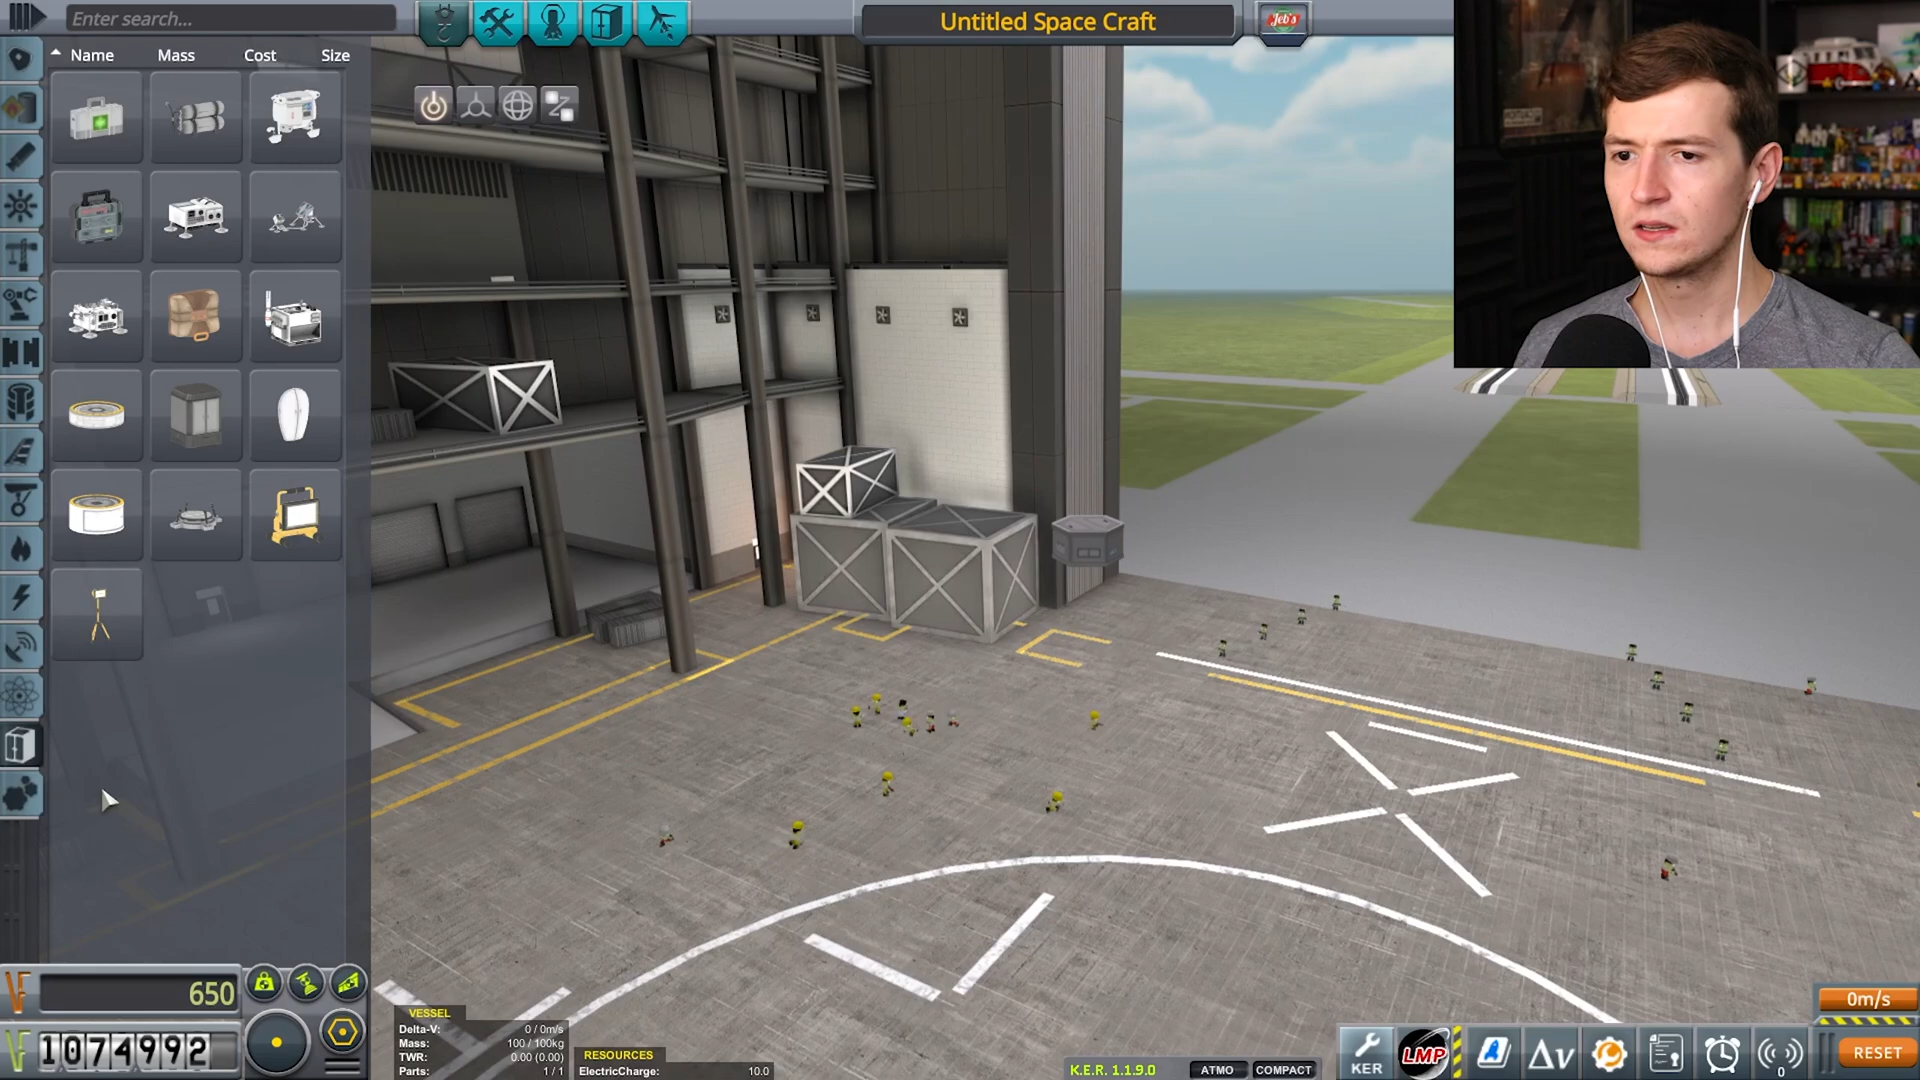 Enter search...
Untitled Space Craft
Jeb's
Name Mass Cost Size
650
1074992
VESSEL
Delta-V: 0 / 0m/s
Mass: 100 / 100kg
TWR: 0.00 (0.00)
Parts: 1 / 1
RESOURCES
ElectricCharge: 10.0
K.E.R. 1.1.9.0
ATMO
COMPACT
0m/s
KER
LMP
Δv
0
RESET